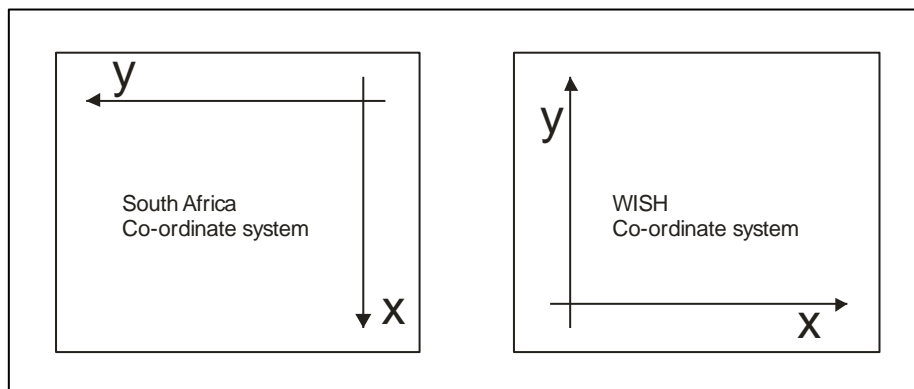 y
South Africa
Co-ordinate system
x
y
WISH
Co-ordinate system
x